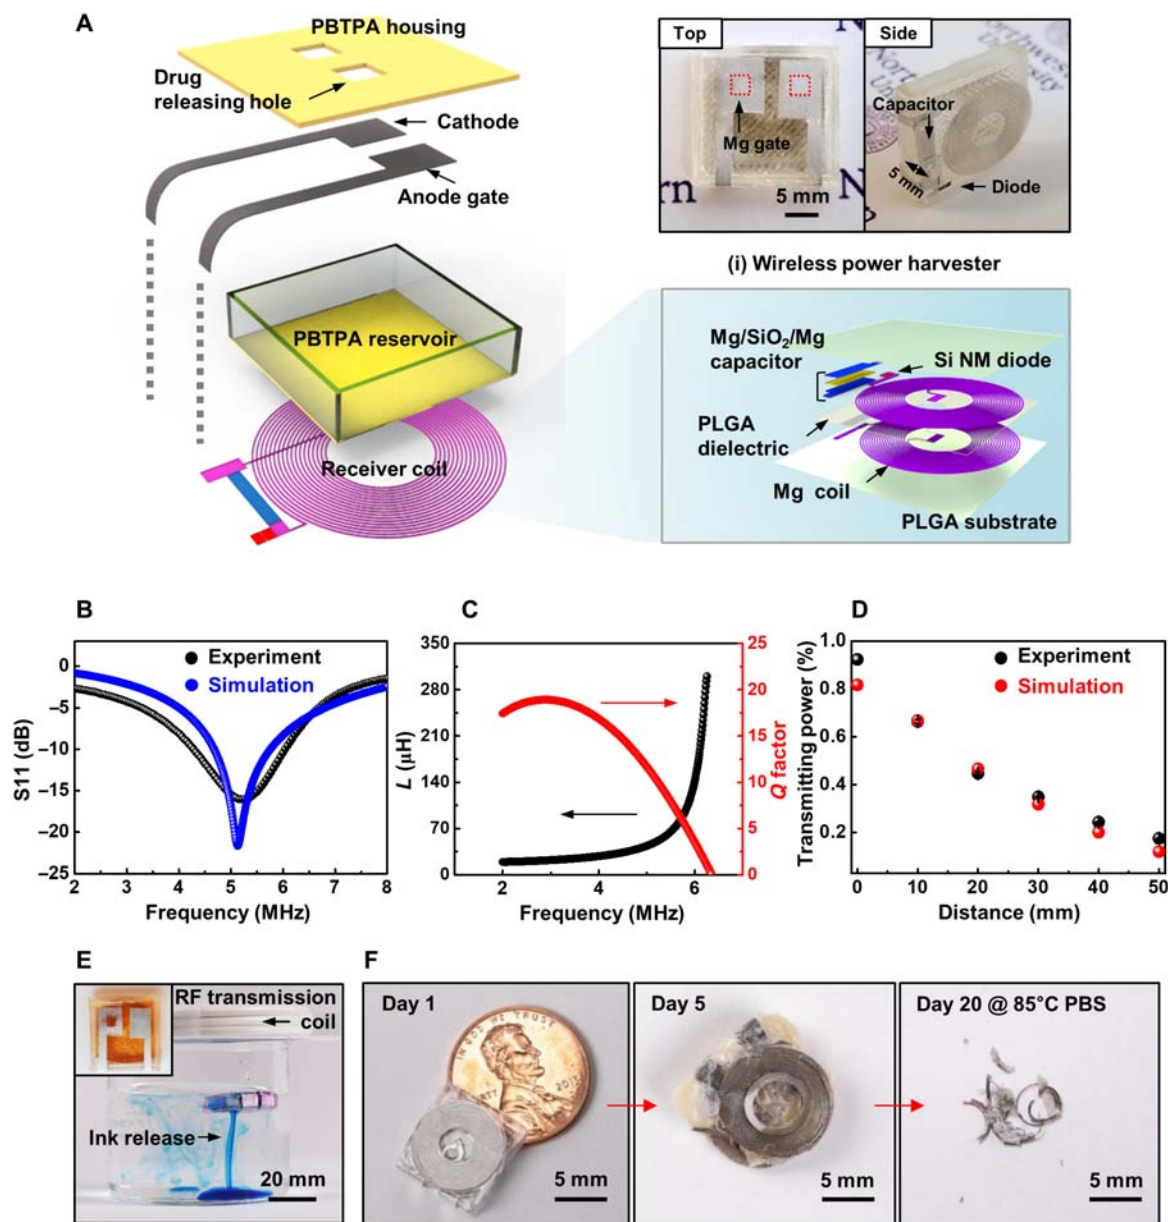 A
PBTPA housing
Drug
releasing hole
Cathode
Anode gate
PBTPA reservoir
Receiver coil
Top
Mg gate
5 mm
Side
Northwestern
University
Capacitor
5 mm
Diode
(i) Wireless power harvester
Mg/SiO₂/Mg
capacitor
Si NM diode
PLGA
dielectric
Mg coil
PLGA substrate
B
Experiment
Simulation
S11 (dB)
0
–5
–10
–15
–20
–25
2 3 4 5 6 7 8
Frequency (MHz)
C
L (µH)
350
280
210
140
70
0
2 4 6
Frequency (MHz)
25
20
15
10
5
0
Q factor
D
Experiment
Simulation
Transmitting power (%)
1.0
0.8
0.6
0.4
0.2
0 10 20 30 40 50
Distance (mm)
E
RF transmission
coil
Ink release
20 mm
F
Day 1
IN GOD WE TRUST
5 mm
Day 5
5 mm
Day 20 @ 85°C PBS
5 mm